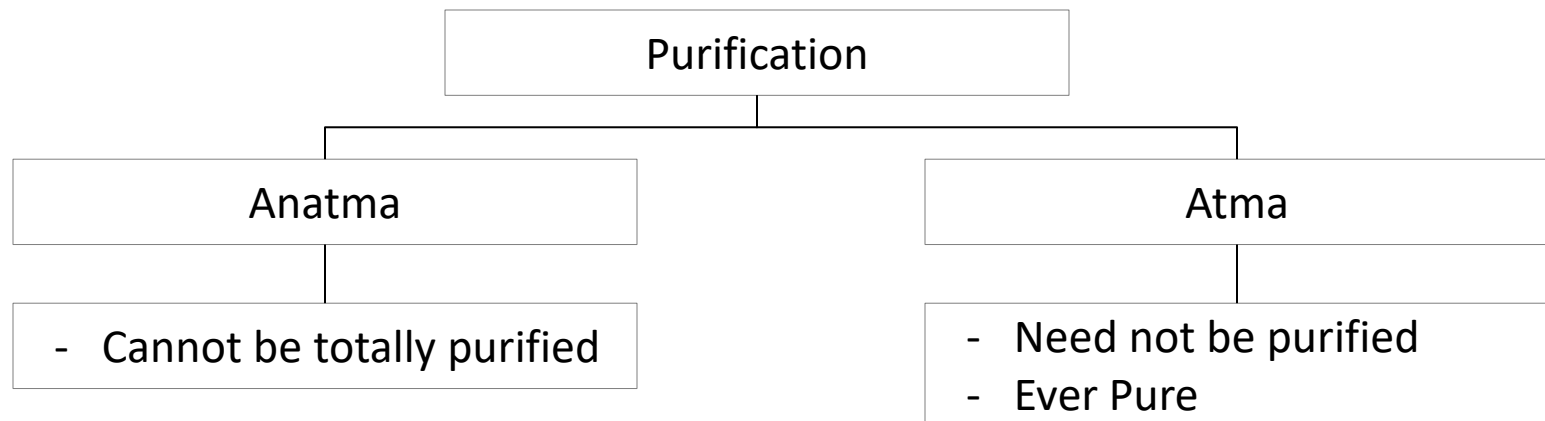 Purification
Anatma
Atma
- Cannot be totally purified
- Need not be purified
- Ever Pure